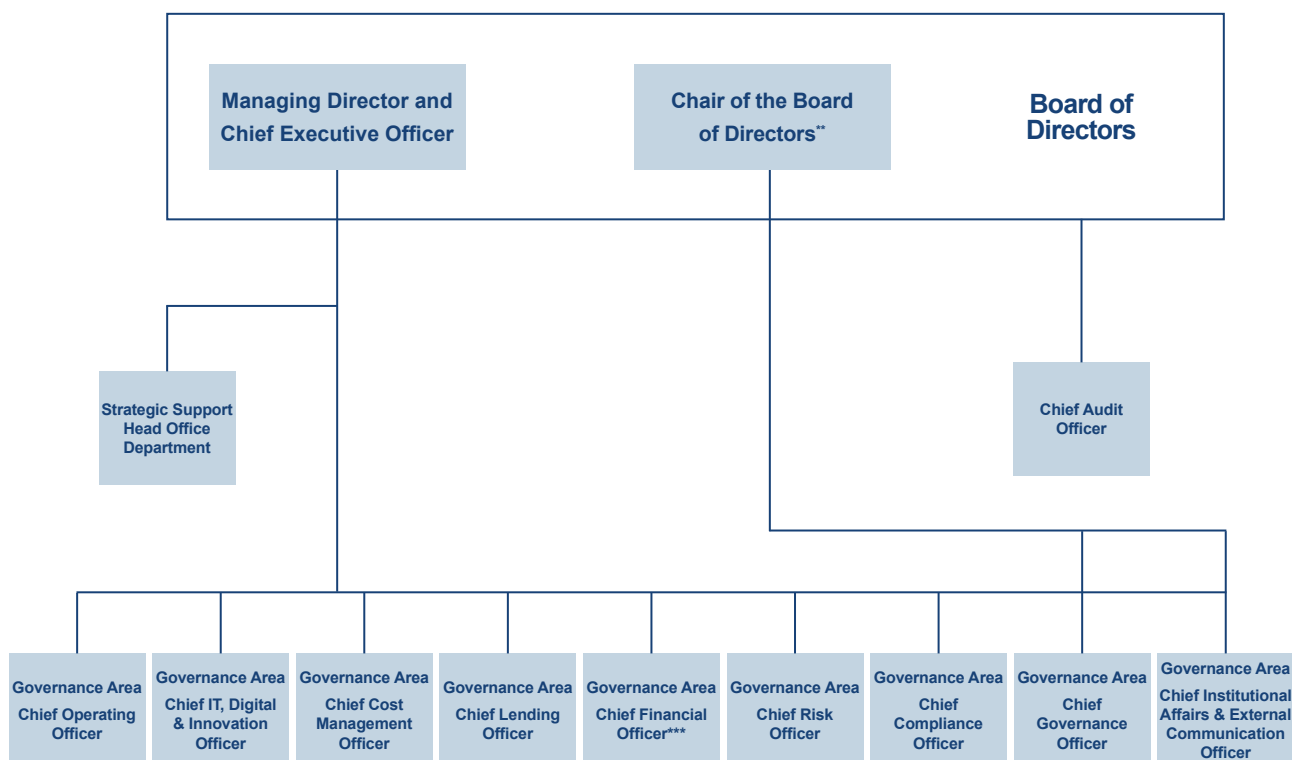 Managing Director and
Chief Executive Officer
Chair of the Board
of Directors**
Board of
Directors
Strategic Support
Head Office
Department
Chief Audit
Officer
Governance Area
Chief Operating
Officer
Governance Area
Chief IT, Digital
& Innovation
Officer
Governance Area
Chief Cost
Management
Officer
Governance Area
Chief Lending
Officer
Governance Area
Chief Financial
Officer***
Governance Area
Chief Risk
Officer
Governance Area
Chief
Compliance
Officer
Governance Area
Chief
Governance
Officer
Governance Area
Chief Institutional
Affairs & External
Communication
Officer